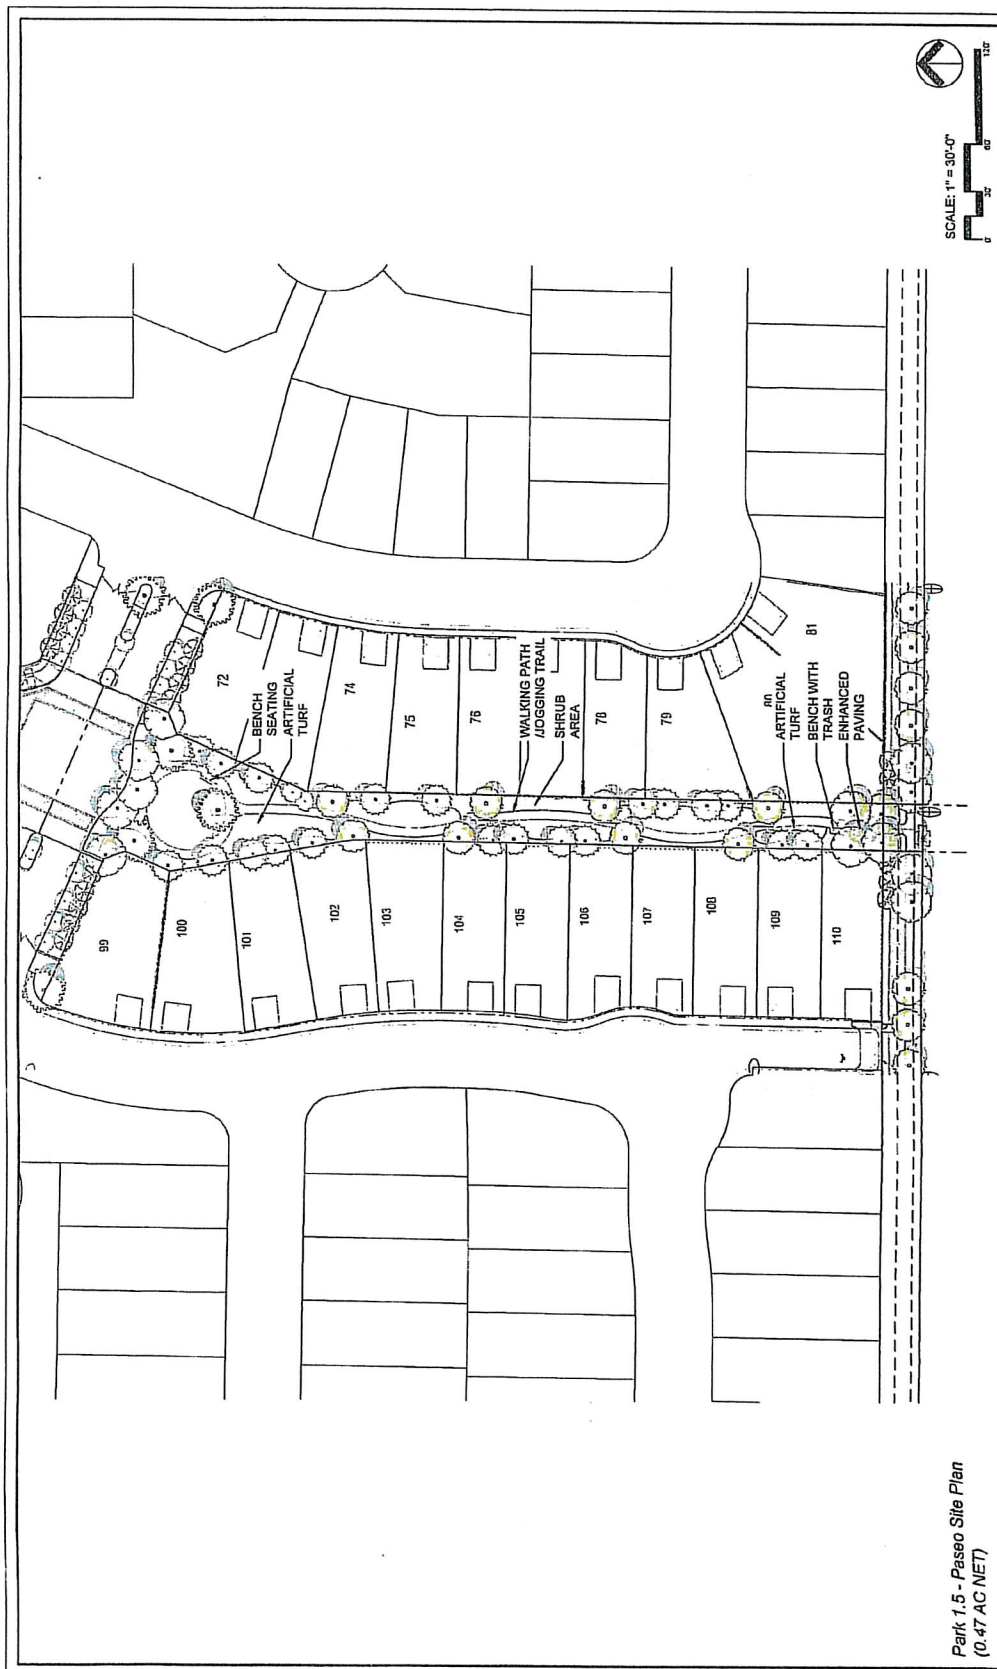 SCALE: 1" = 30'-0"
0'
30'
60'
120'
72
74
75
76
78
79
81
BENCH
SEATING
ARTIFICIAL
TURF
WALKING PATH
/JOGGING TRAIL
SHRUB
AREA
ARTIFICIAL
TURF
BENCH WITH
TRASH
ENHANCED
PAVING
99
100
101
102
103
104
105
106
107
108
109
110
Park 1.5 - Paseo Site Plan
(0.47 AC NET)